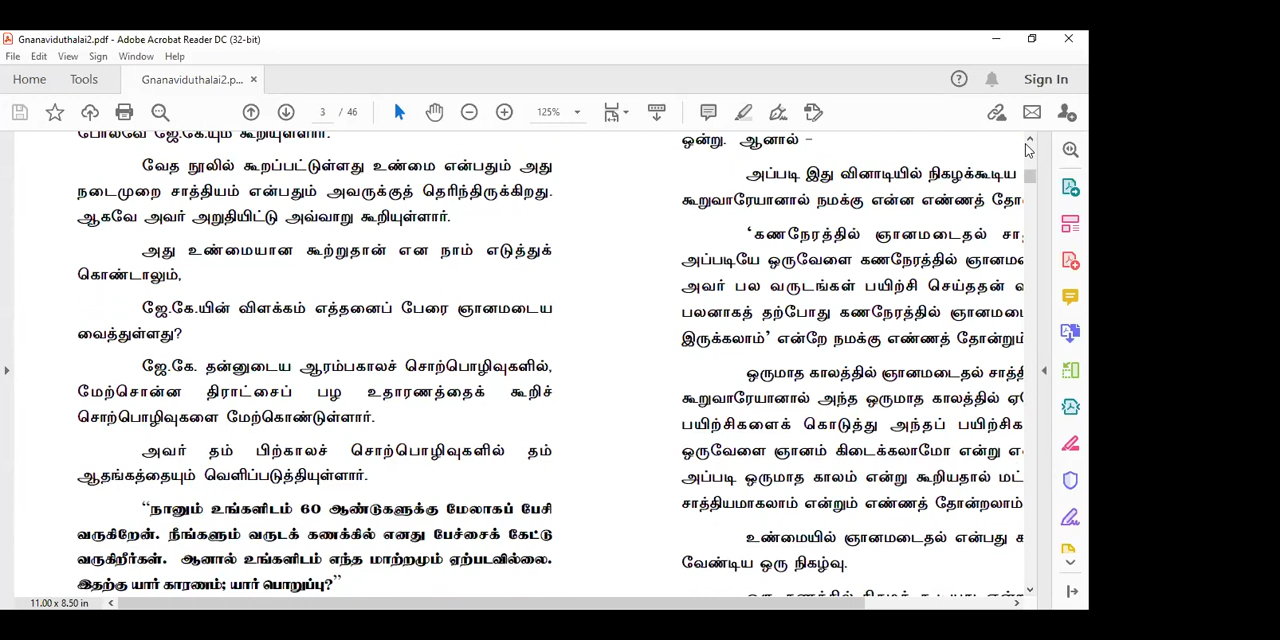 Gnanaviduthalai2.pdf - Adobe Acrobat Reader DC (32-bit)
File Edit View Sign Window Help
Home Tools Gnanaviduthalai2.p... × Sign In
3 / 46 125%
போலவே ஜே.கே.யும் கூறியுள்ளார்.
வேத நூலில் கூறப்பட்டுள்ளது உண்மை என்பதும் அது
நடைமுறை சாத்தியம் என்பதும் அவருக்குத் தெரிந்திருக்கிறது.
ஆகவே அவர் அறுதியிட்டு அவ்வாறு கூறியுள்ளார்.
அது உண்மையான கூற்றுதான் என நாம் எடுத்துக்
கொண்டாலும்,
ஜே.கே.யின் விளக்கம் எத்தனைப் பேரை ஞானமடைய
வைத்துள்ளது?
ஜே.கே. தன்னுடைய ஆரம்பகாலச் சொற்பொழிவுகளில்,
மேற்சொன்ன திராட்சைப் பழ உதாரணத்தைக் கூறிச்
சொற்பொழிவுகளை மேற்கொண்டுள்ளார்.
அவர் தம் பிற்காலச் சொற்பொழிவுகளில் தம்
ஆதங்கத்தையும் வெளிப்படுத்தியுள்ளார்.
“நானும் உங்களிடம் 60 ஆண்டுகளுக்கு மேலாகப் பேசி
வருகிறேன். நீங்களும் வருடக் கணக்கில் எனது பேச்சைக் கேட்டு
வருகிறீர்கள். ஆனால் உங்களிடம் எந்த மாற்றமும் ஏற்படவில்லை.
இதற்கு யார் காரணம்; யார் பொறுப்பு?”
ஒன்று. ஆனால் –
அப்படி இது வினாடியில் நிகழக்கூடிய
கூறுவாரேயானால் நமக்கு என்ன எண்ணத் தோ
‘கணநேரத்தில் ஞானமடைதல் சா
அப்படியே ஒருவேளை கணநேரத்தில் ஞானம
அவர் பல வருடங்கள் பயிற்சி செய்ததன் வ
பலனாகத் தற்போது கணநேரத்தில் ஞானமடை
இருக்கலாம்’ என்றே நமக்கு எண்ணத் தோன்றும்
ஒருமாத காலத்தில் ஞானமடைதல் சாத்தி
கூறுவாரேயானால் அந்த ஒருமாத காலத்தில் ஏ
பயிற்சிகளைக் கொடுத்து அந்தப் பயிற்சிக
ஒருவேளை ஞானம் கிடைக்கலாமோ என்று எ
அப்படி ஒருமாத காலம் என்று கூறியதால் மட்
சாத்தியமாகலாம் என்றும் எண்ணத் தோன்றலாம்
உண்மையில் ஞானமடைதல் என்பது க
வேண்டிய ஒரு நிகழ்வு.
11.00 x 8.50 in